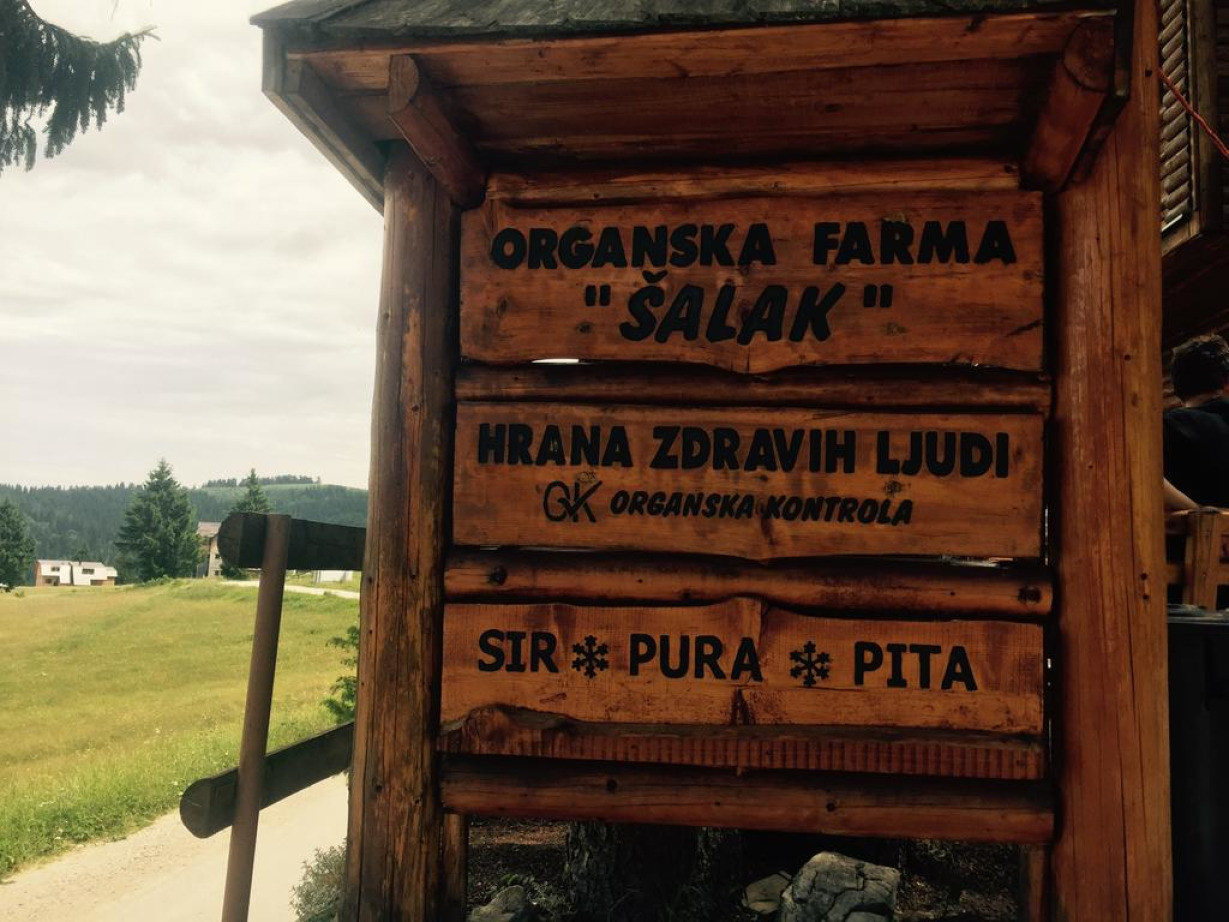 ORGANSKA FARMA
"ŠALAK"
HRANA ZDRAVIH LJUDI
OK ORGANSKA KONTROLA
SIR * PURA * PITA